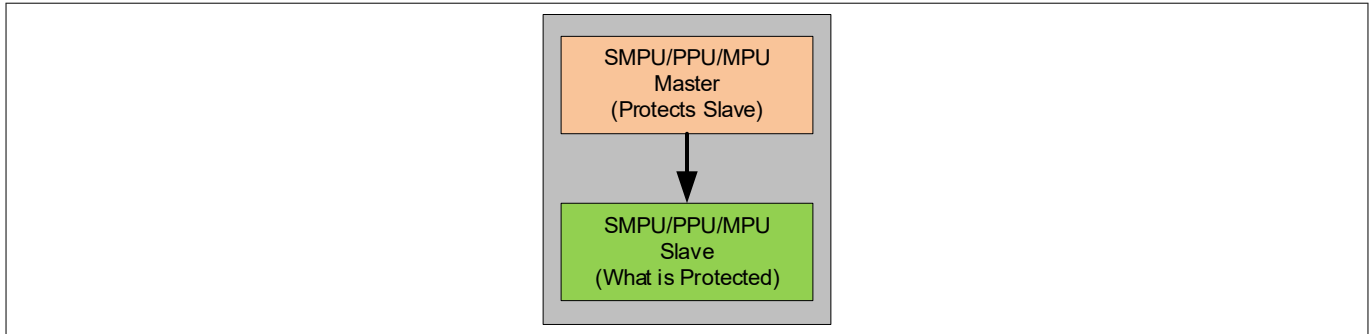 SMPU/PPU/MPU
Master
(Protects Slave)
SMPU/PPU/MPU
Slave
(What is Protected)